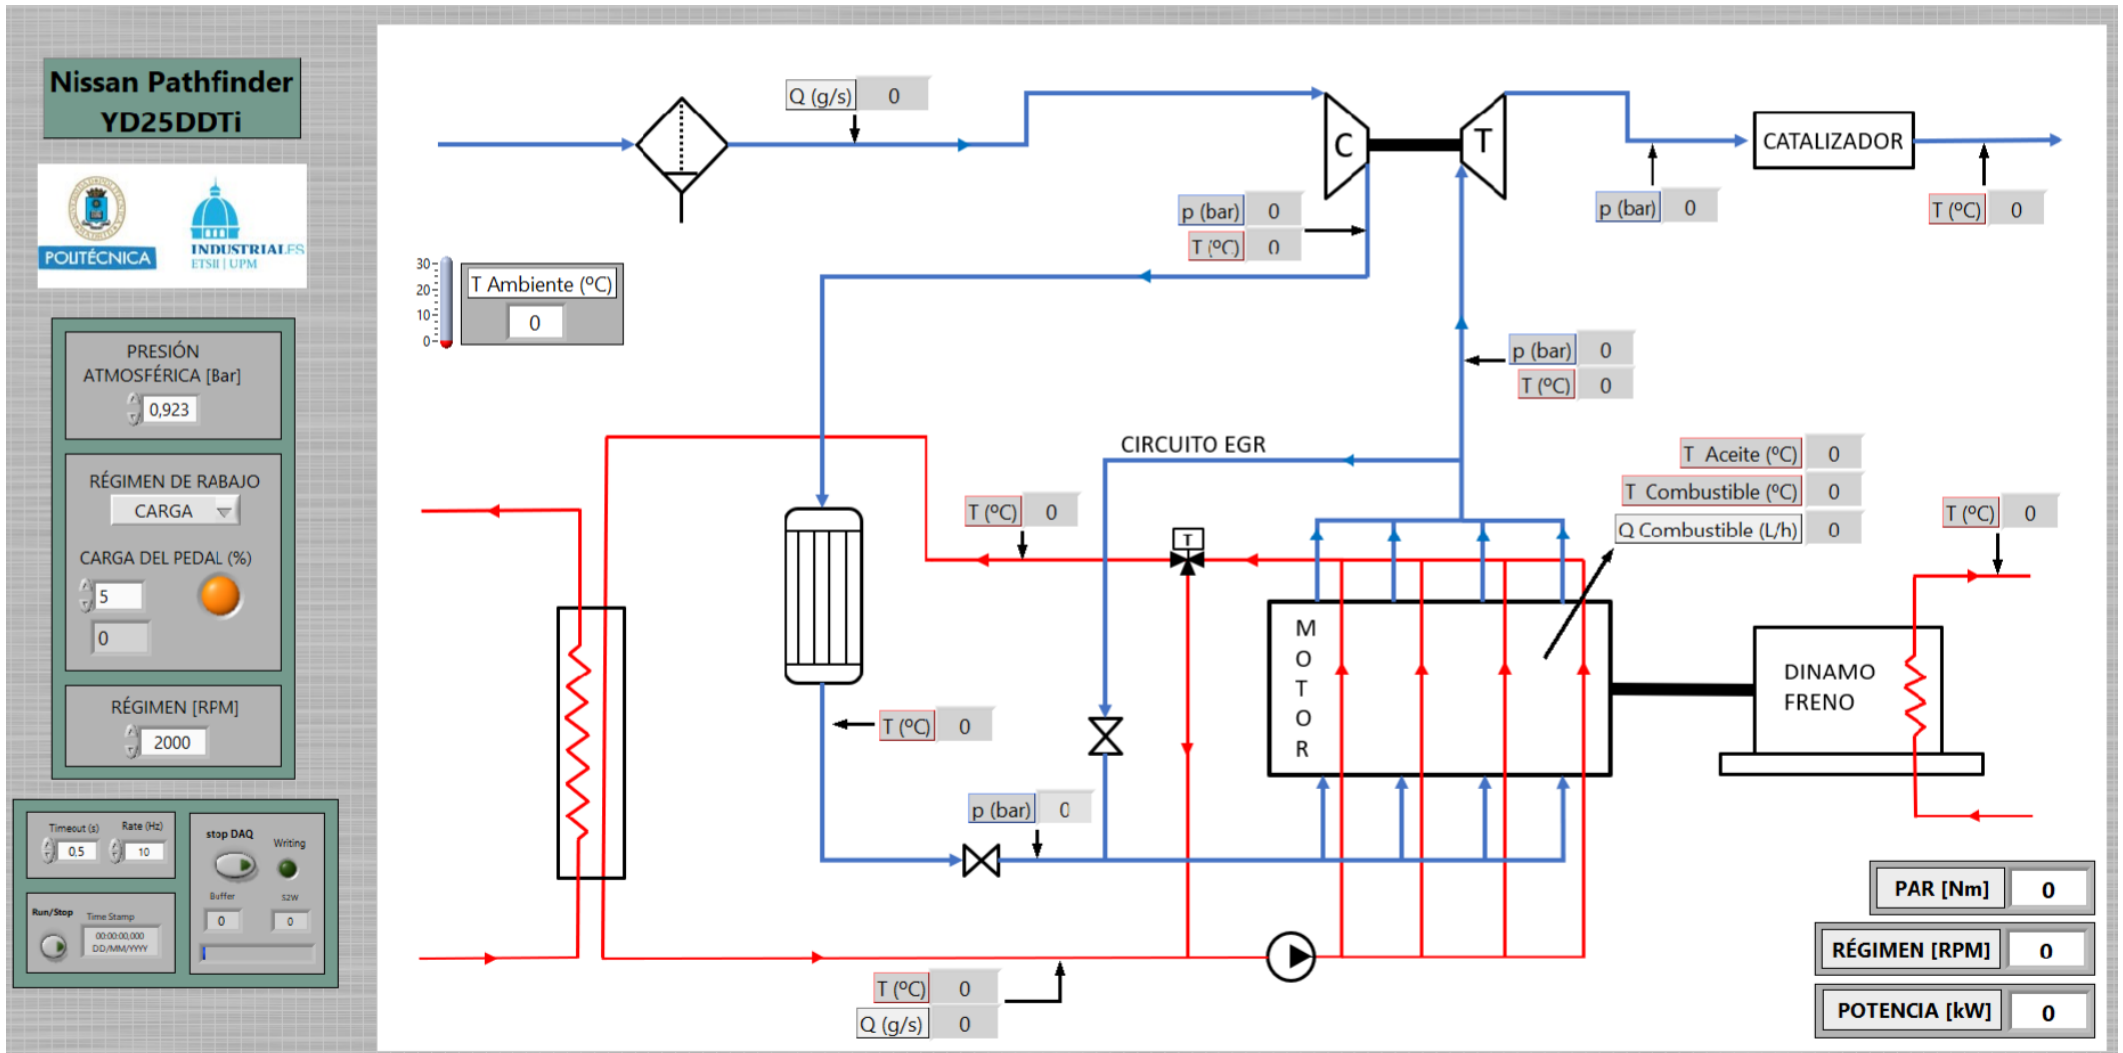 Nissan Pathfinder
YD25DDTi
POLITÉCNICA
INDUSTRIALES
ETSII | UPM
PRESIÓN
ATMOSFÉRICA [Bar]
0,923
RÉGIMEN DE RABAJO
CARGA
CARGA DEL PEDAL (%)
5
0
RÉGIMEN [RPM]
2000
Timeout (s)
Rate (Hz)
0,5
10
stop DAQ
Writing
Buffer
S2W
0
0
Run/Stop
Time Stamp
00:00:00,000
DD/MM/YYYY
Q (g/s) 0
C
T
CATALIZADOR
p (bar) 0
T (ºC) 0
p (bar) 0
T (ºC) 0
30
20
10
0
T Ambiente (ºC)
0
p (bar) 0
T (ºC) 0
CIRCUITO EGR
T Aceite (ºC) 0
T Combustible (ºC) 0
Q Combustible (L/h) 0
T (ºC) 0
T (ºC) 0
T
MOTOR
DINAMO
FRENO
T (ºC) 0
p (bar) 0
T (ºC) 0
Q (g/s) 0
PAR [Nm] 0
RÉGIMEN [RPM] 0
POTENCIA [kW] 0